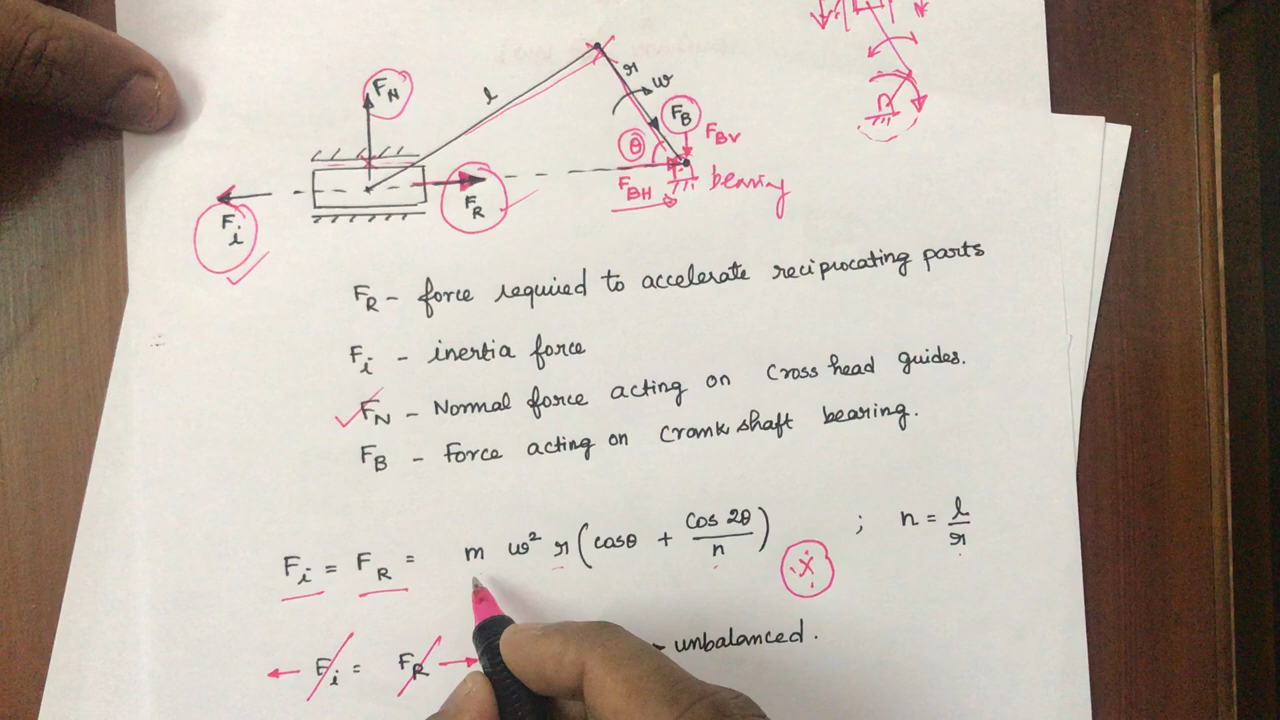 F_N
l
r
ω
F_B
F_BV
θ
F_i
F_R
F_BH
bearing
F_R - force required to accelerate reciprocating parts
F_i - inertia force
F_N - Normal force acting on Cross head guides.
F_B - Force acting on crank shaft bearing.
F_i = F_R = m ω² r (cosθ + cos 2θ / n) ; n = l / r
ẍ
F_i = F_R - unbalanced.